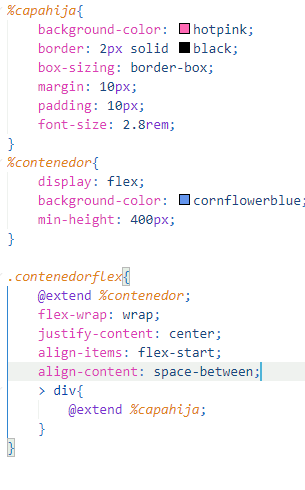 %capahija{
background-color: hotpink;
border: 2px solid black;
box-sizing: border-box;
margin: 10px;
padding: 10px;
font-size: 2.8rem;
}
%contenedor{
display: flex;
background-color: cornflowerblue;
min-height: 400px;
}
.contenedorflex{
@extend %contenedor;
flex-wrap: wrap;
justify-content: center;
align-items: flex-start;
align-content: space-between;
> div{
@extend %capahija;
}
}